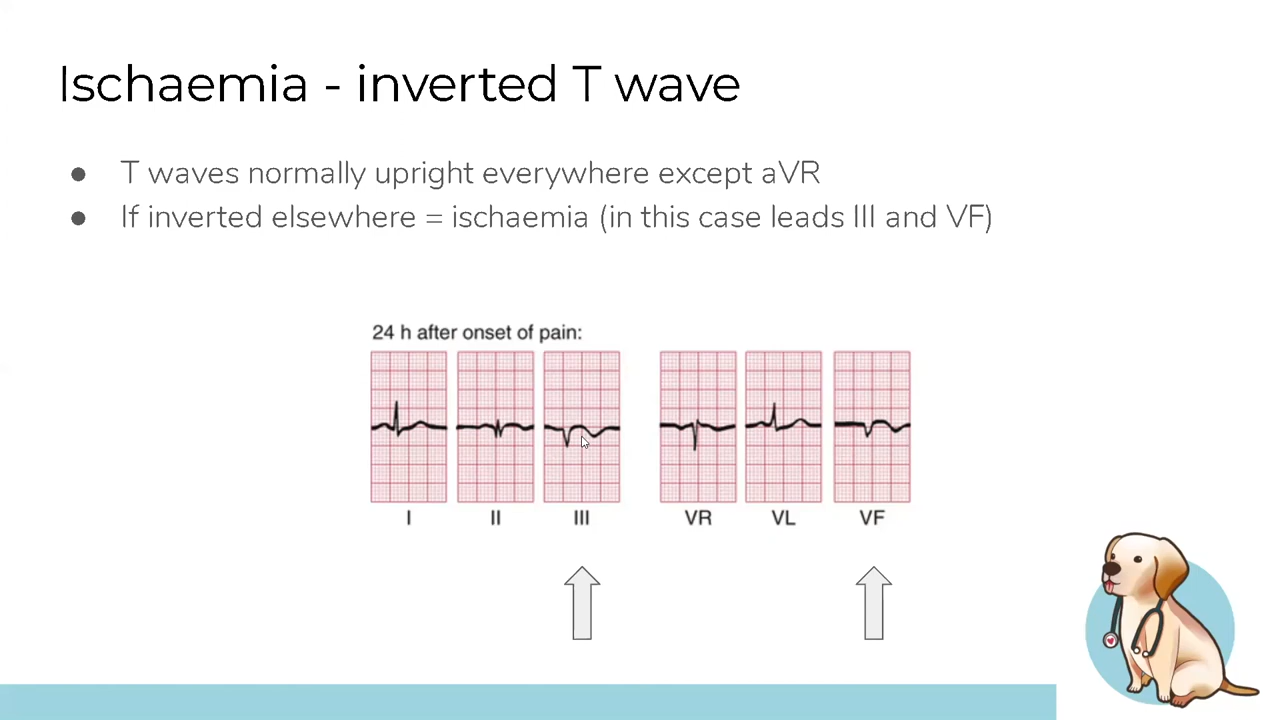 Ischaemia - inverted T wave
● T waves normally upright everywhere except aVR
● If inverted elsewhere = ischaemia (in this case leads III and VF)
24 h after onset of pain:
I II III VR VL VF